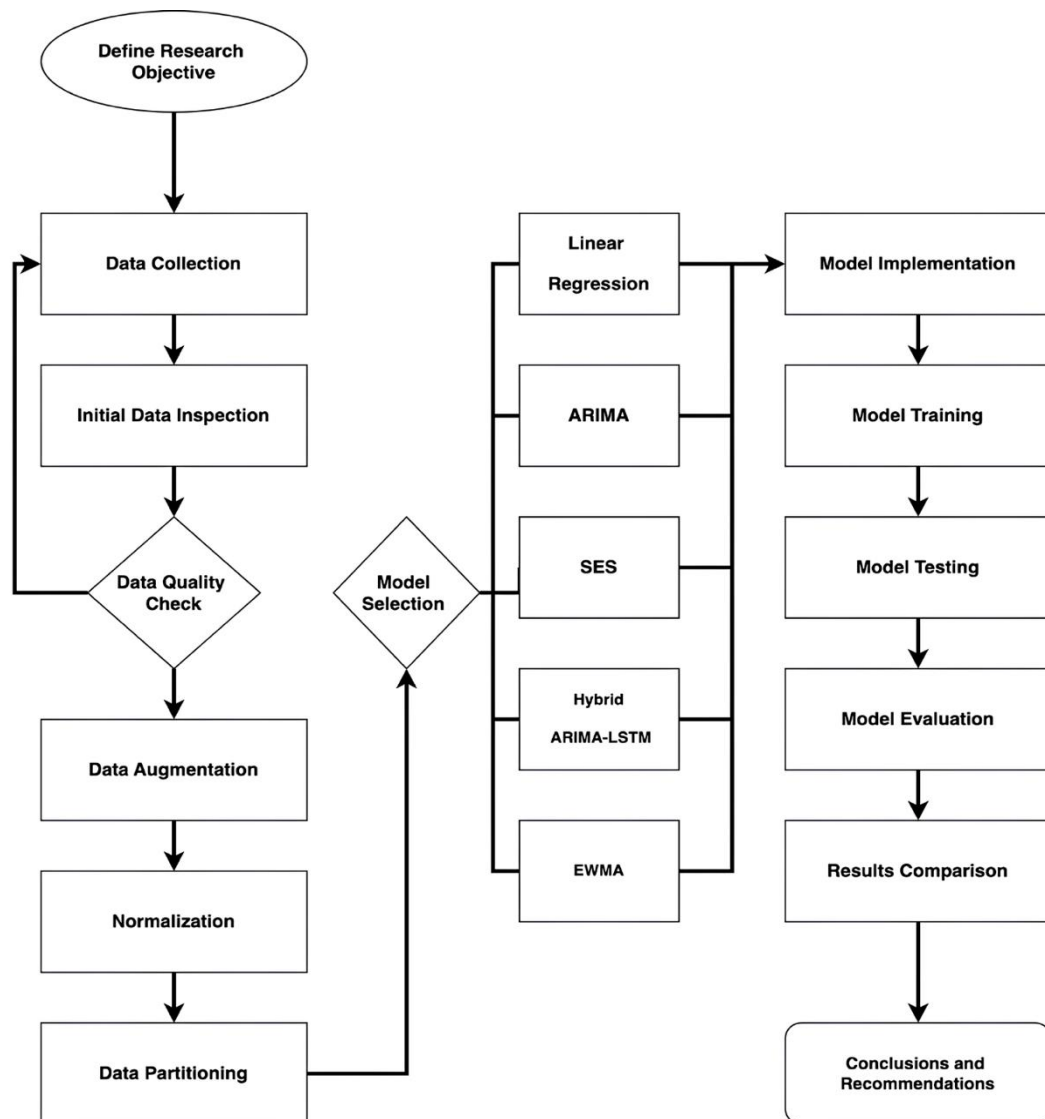 Define Research
Objective
Data Collection
Initial Data Inspection
Data Quality
Check
Data Augmentation
Normalization
Data Partitioning
Model
Selection
Linear
Regression
ARIMA
SES
Hybrid
ARIMA-LSTM
EWMA
Model Implementation
Model Training
Model Testing
Model Evaluation
Results Comparison
Conclusions and
Recommendations